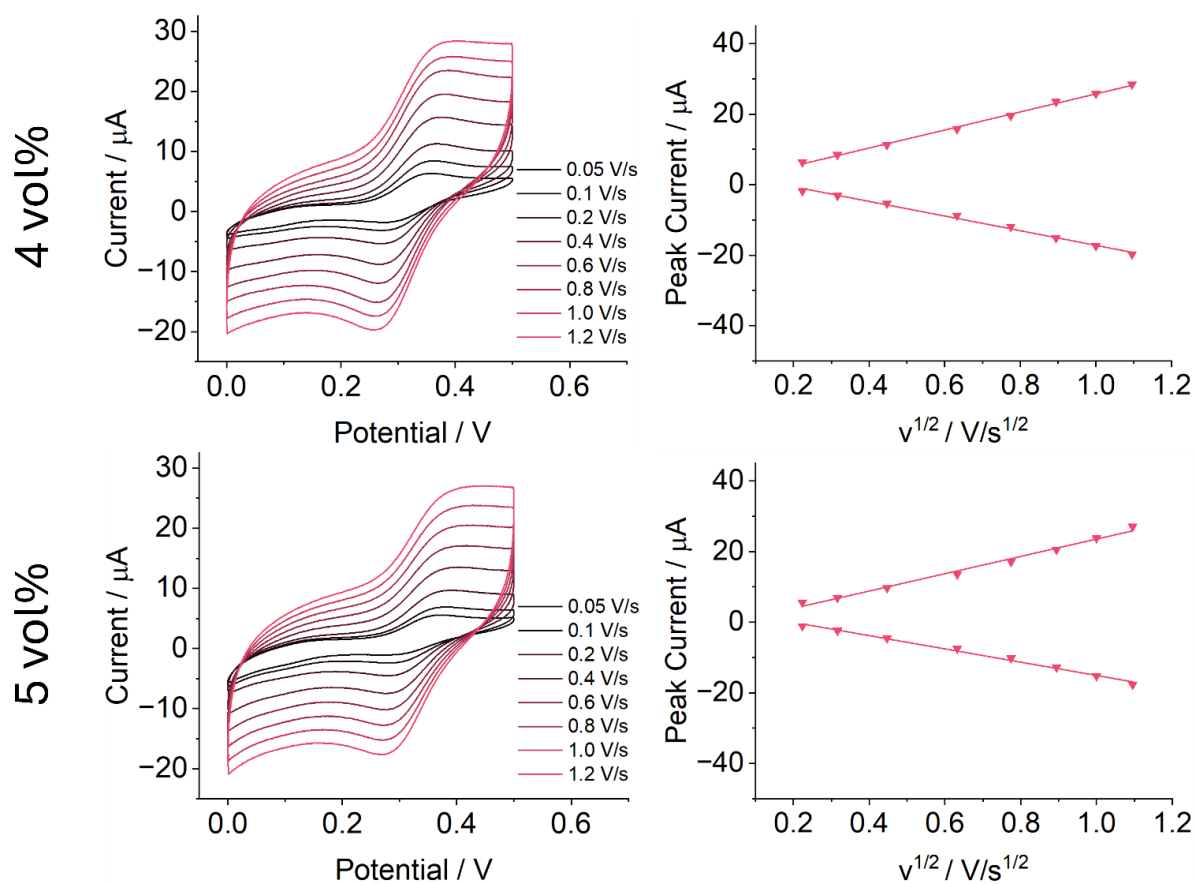 4 vol%
Current / μA
30
20
10
0
−10
−20
0.0 0.2 0.4 0.6
Potential / V
0.05 V/s
0.1 V/s
0.2 V/s
0.4 V/s
0.6 V/s
0.8 V/s
1.0 V/s
1.2 V/s
Peak Current / μA
40
20
0
−20
−40
0.2 0.4 0.6 0.8 1.0 1.2
v^1/2 / V/s^1/2
5 vol%
Current / μA
30
20
10
0
−10
−20
0.0 0.2 0.4 0.6
Potential / V
0.05 V/s
0.1 V/s
0.2 V/s
0.4 V/s
0.6 V/s
0.8 V/s
1.0 V/s
1.2 V/s
Peak Current / μA
40
20
0
−20
−40
0.2 0.4 0.6 0.8 1.0 1.2
v^1/2 / V/s^1/2